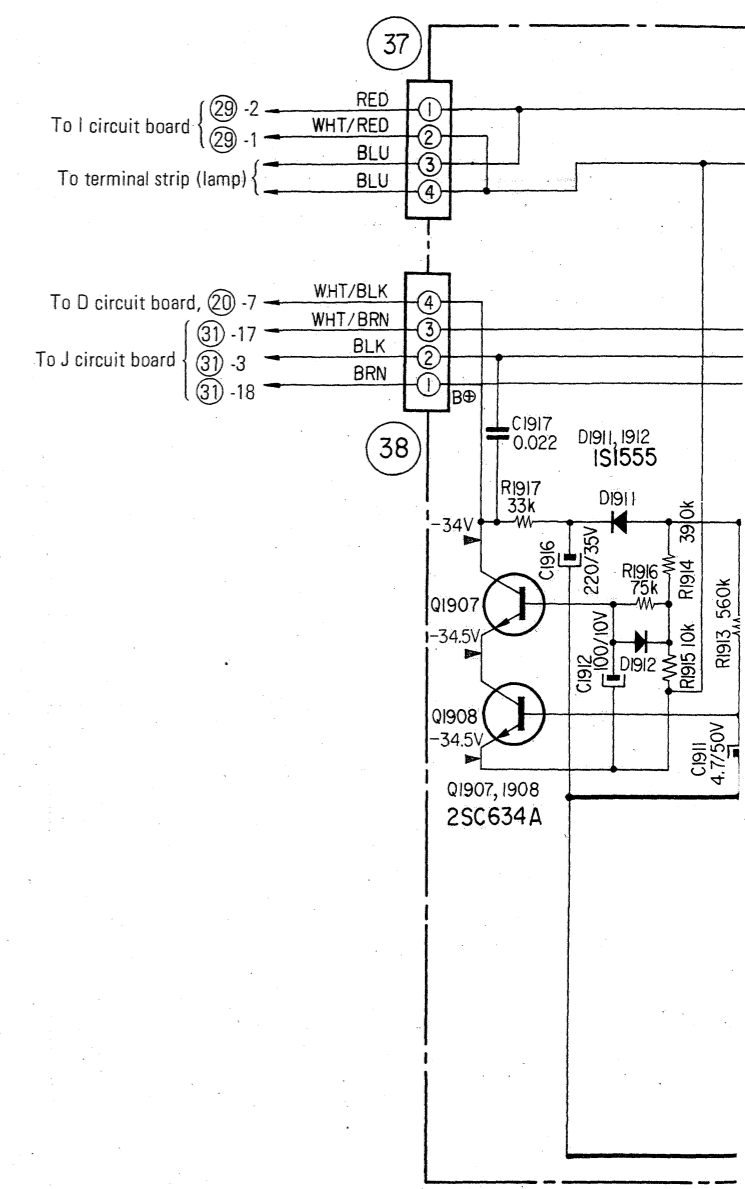 37
To I circuit board { 29 -2 RED 1
29 -1 WHT/RED 2
To terminal strip (lamp) { BLU 3
BLU 4
To D circuit board, 20 -7 WHT/BLK 4
To J circuit board { 31 -17 WHT/BRN 3
31 -3 BLK 2
31 -18 BRN 1
B⊕
38
C1917
0.022
D1911, 1912
1S1555
R1917
33k
D1911
-34V
C1916
220/35V
390k
R1914
R1916
75k
560k
R1913
Q1907
-34.5V
C1912
100/10V
D1912
R1915 10k
Q1908
-34.5V
C1911
4.7/50V
Q1907, 1908
2SC634A